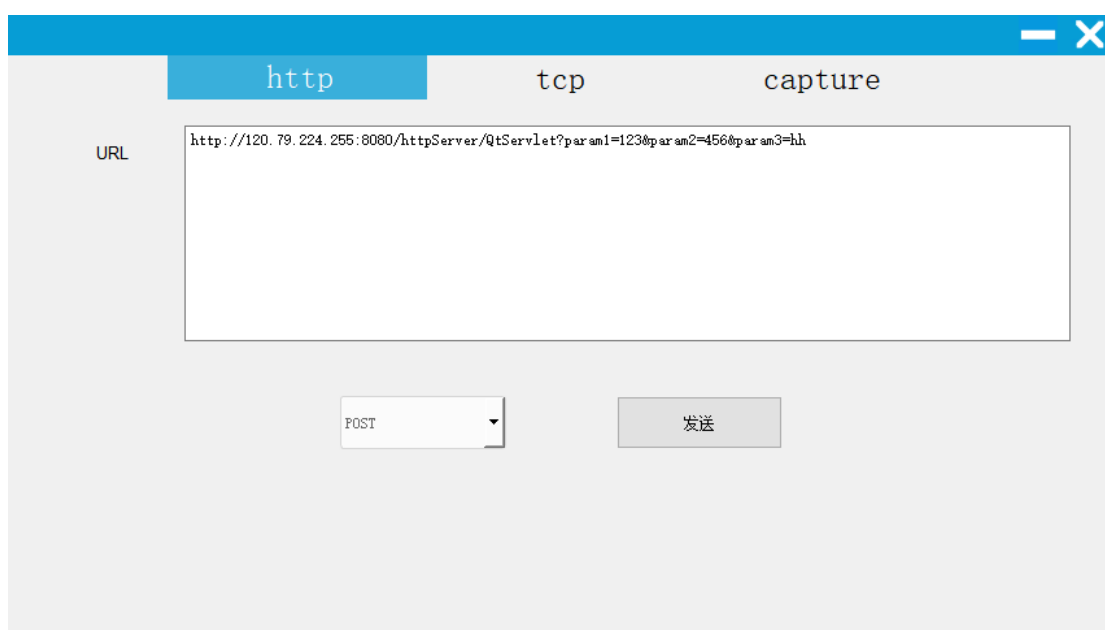 http tcp capture
URL
http://120.79.224.255:8080/httpServer/QtServlet?param1=123&param2=456&param3=hh
POST 发送